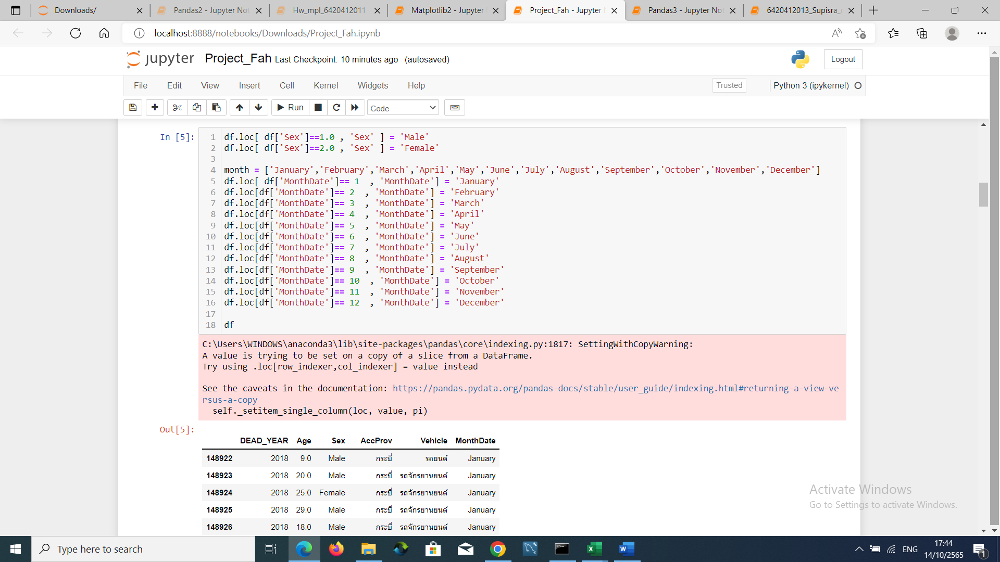 Downloads/
Pandas2 - Jupyter Not
Hw_mpl_6420412011
Matplotlib2 - Jupyter
Project_Fah - Jupyter
Pandas3 - Jupyter Not
6420412013_Supisra_
localhost:8888/notebooks/Downloads/Project_Fah.ipynb
jupyter Project_Fah Last Checkpoint: 10 minutes ago (autosaved)
Logout
File Edit View Insert Cell Kernel Widgets Help
Trusted
Python 3 (ipykernel)
Run
Code
In [5]:
1 df.loc[ df['Sex']==1.0 , 'Sex' ] = 'Male'
2 df.loc[ df['Sex']==2.0 , 'Sex' ] = 'Female'
3
4 month = ['January','February','March','April','May','June','July','August','September','October','November','December']
5 df.loc[ df['MonthDate']== 1  , 'MonthDate'] = 'January'
6 df.loc[df['MonthDate']== 2  , 'MonthDate'] = 'February'
7 df.loc[df['MonthDate']== 3  , 'MonthDate'] = 'March'
8 df.loc[df['MonthDate']== 4  , 'MonthDate'] = 'April'
9 df.loc[df['MonthDate']== 5  , 'MonthDate'] = 'May'
10 df.loc[df['MonthDate']== 6  , 'MonthDate'] = 'June'
11 df.loc[df['MonthDate']== 7  , 'MonthDate'] = 'July'
12 df.loc[df['MonthDate']== 8  , 'MonthDate'] = 'August'
13 df.loc[df['MonthDate']== 9  , 'MonthDate'] = 'September'
14 df.loc[df['MonthDate']== 10  , 'MonthDate'] = 'October'
15 df.loc[df['MonthDate']== 11  , 'MonthDate'] = 'November'
16 df.loc[df['MonthDate']== 12  , 'MonthDate'] = 'December'
17
18 df
C:\Users\WINDOWS\anaconda3\lib\site-packages\pandas\core\indexing.py:1817: SettingWithCopyWarning:
A value is trying to be set on a copy of a slice from a DataFrame.
Try using .loc[row_indexer,col_indexer] = value instead
See the caveats in the documentation: https://pandas.pydata.org/pandas-docs/stable/user_guide/indexing.html#returning-a-view-ve
rsus-a-copy
self._setitem_single_column(loc, value, pi)
Out[5]:
DEAD_YEAR Age Sex AccProv Vehicle MonthDate
148922 2018 9.0 Male กระบี่ รถยนต์ January
148923 2018 20.0 Male กระบี่ รถจักรยานยนต์ January
148924 2018 25.0 Female กระบี่ รถจักรยานยนต์ January
148925 2018 29.0 Male กระบี่ รถจักรยานยนต์ January
148926 2018 18.0 Male กระบี่ รถจักรยานยนต์ January
Activate Windows
Go to Settings to activate Windows.
Type here to search
ENG
17:44
14/10/2565
1